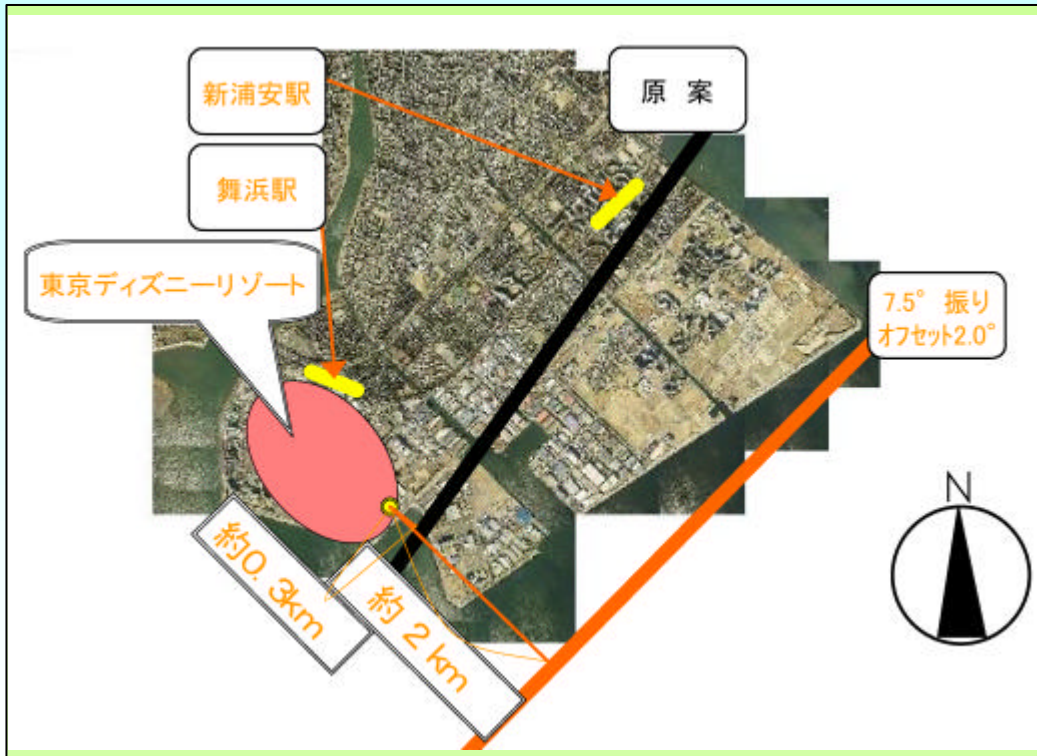 新浦安駅
原 案
舞浜駅
東京ディズニーリゾート
7.5° 振り
オフセット2.0°
N
約0.3km
約 2 km